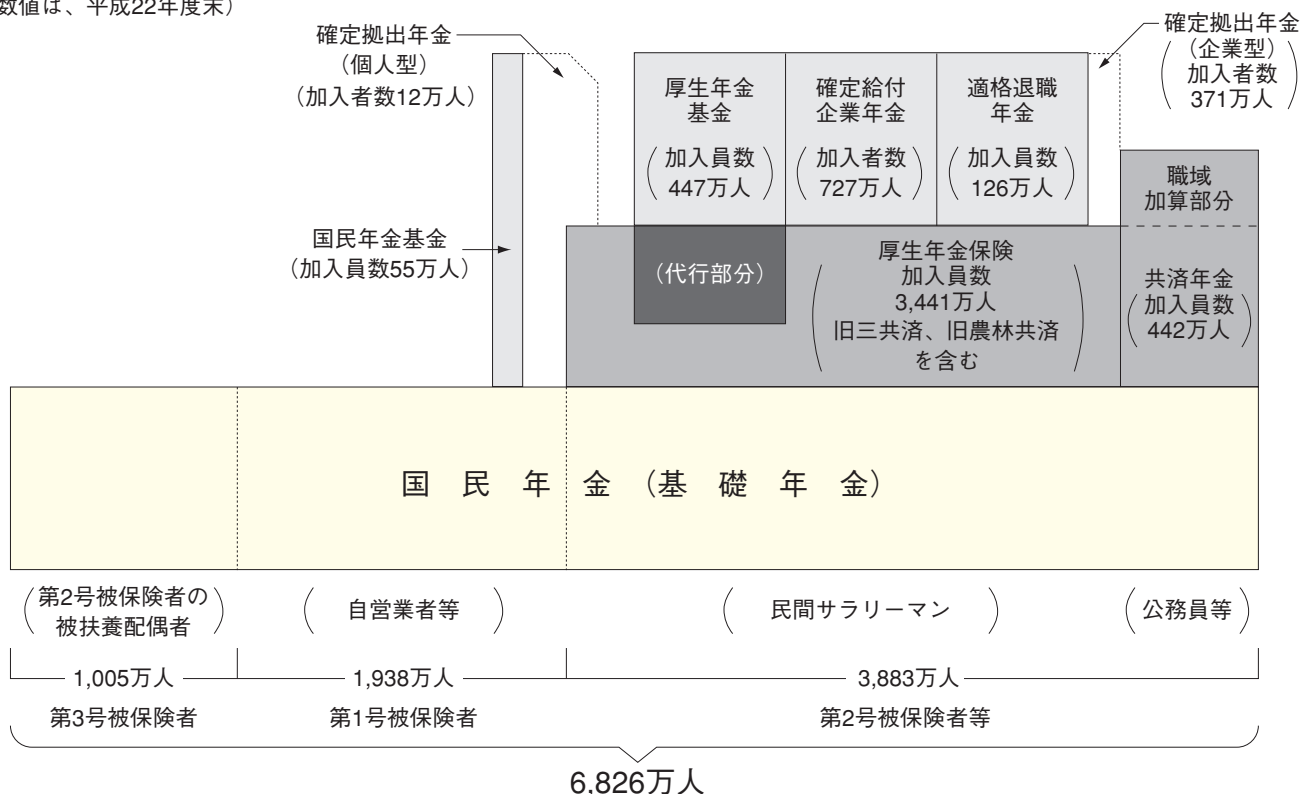 数値は、平成22年度末）
確定拠出年金
（個人型）
（加入者数12万人）
国民年金基金
（加入員数55万人）
厚生年金
基金
（加入員数
447万人）
確定給付
企業年金
（加入者数
727万人）
適格退職
年金
（加入員数
126万人）
確定拠出年金
（企業型）
加入者数
371万人
職域
加算部分
（代行部分）
厚生年金保険
加入員数
3,441万人
旧三共済、旧農林共済
を含む
共済年金
加入員数
442万人
国民年金（基礎年金）
（第2号被保険者の
被扶養配偶者）
（自営業者等）
（民間サラリーマン）
（公務員等）
1,005万人
1,938万人
3,883万人
第3号被保険者
第1号被保険者
第2号被保険者等
6,826万人